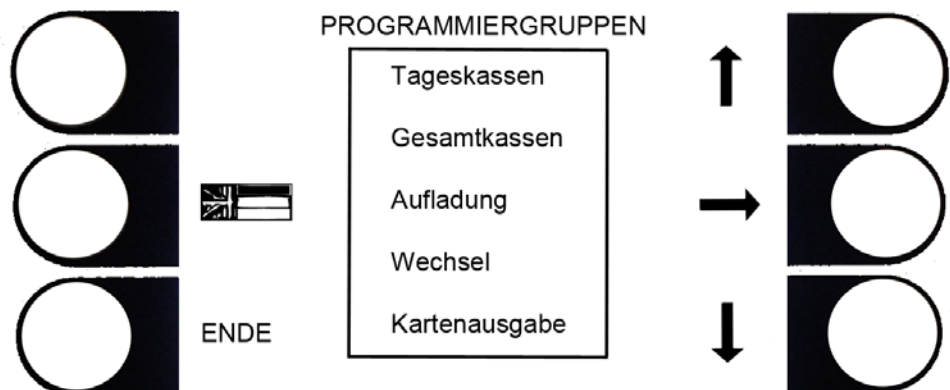 PROGRAMMIERGRUPPEN
Tageskassen
Gesamtkassen
Aufladung
Wechsel
Kartenausgabe
ENDE